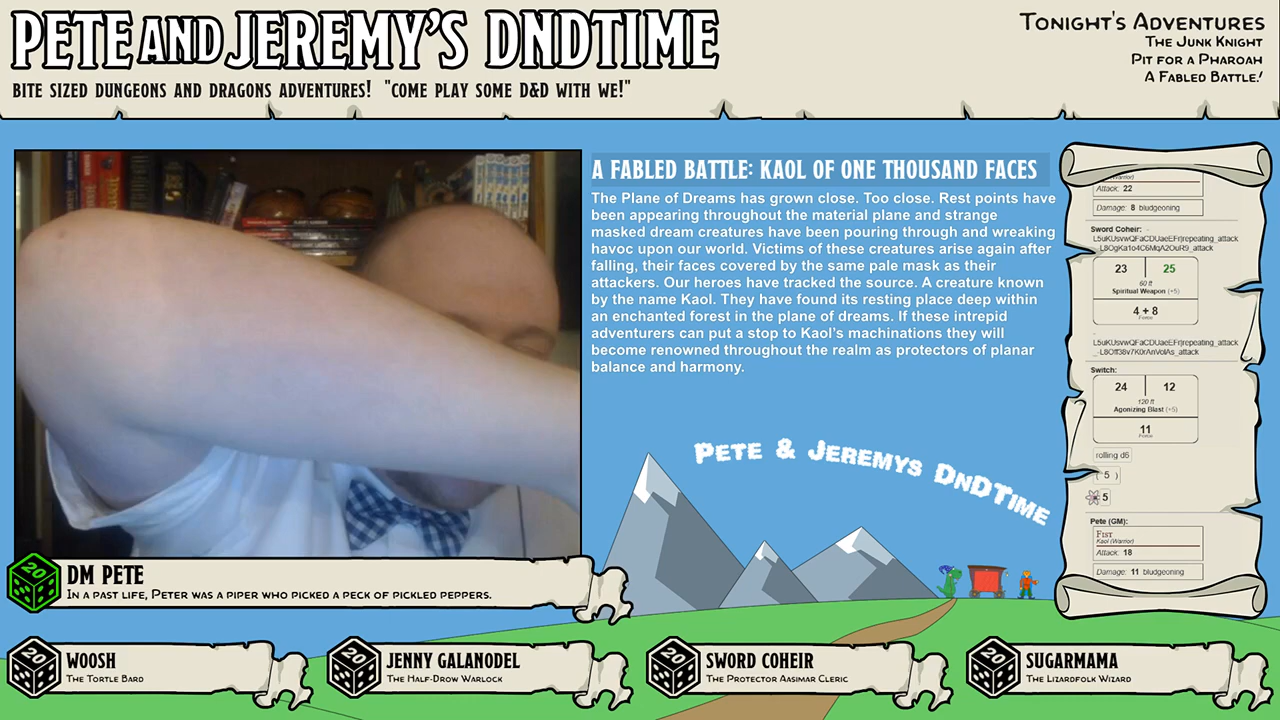 PETE AND JEREMY'S DNDTIME
BITE SIZED DUNGEONS AND DRAGONS ADVENTURES! "COME PLAY SOME D&D WITH WE!"
TONIGHT'S ADVENTURES
THE JUNK KNIGHT
PIT FOR A PHAROAH
A FABLED BATTLE!
A FABLED BATTLE: KAOL OF ONE THOUSAND FACES
The Plane of Dreams has grown close. Too close. Rest points have
been appearing throughout the material plane and strange
masked dream creatures have been pouring through and wreaking
havoc upon our world. Victims of these creatures arise again after
falling, their faces covered by the same pale mask as their
attackers. Our heroes have tracked the source. A creature known
by the name Kaol. They have found its resting place deep within
an enchanted forest in the plane of dreams. If these intrepid
adventurers can put a stop to Kaol's machinations they will
become renowned throughout the realm as protectors of planar
balance and harmony.
PETE & JEREMYS DNDTIME
Attack: 22
Damage: 8 bludgeoning
Sword Coheir:
23 25
60 ft
Spiritual Weapon (+5)
4 + 8
Force
Switch:
24 12
120 ft
Agonizing Blast (+5)
11
Force
rolling d6
( 5 )
5
Pete (GM):
FIST
Kaol (Warrior)
Attack: 18
Damage: 11 bludgeoning
20
DM PETE
IN A PAST LIFE, PETER WAS A PIPER WHO PICKED A PECK OF PICKLED PEPPERS.
20
WOOSH
THE TORTLE BARD
20
JENNY GALANODEL
THE HALF-DROW WARLOCK
20
SWORD COHEIR
THE PROTECTOR AASIMAR CLERIC
20
SUGARMAMA
THE LIZARDFOLK WIZARD